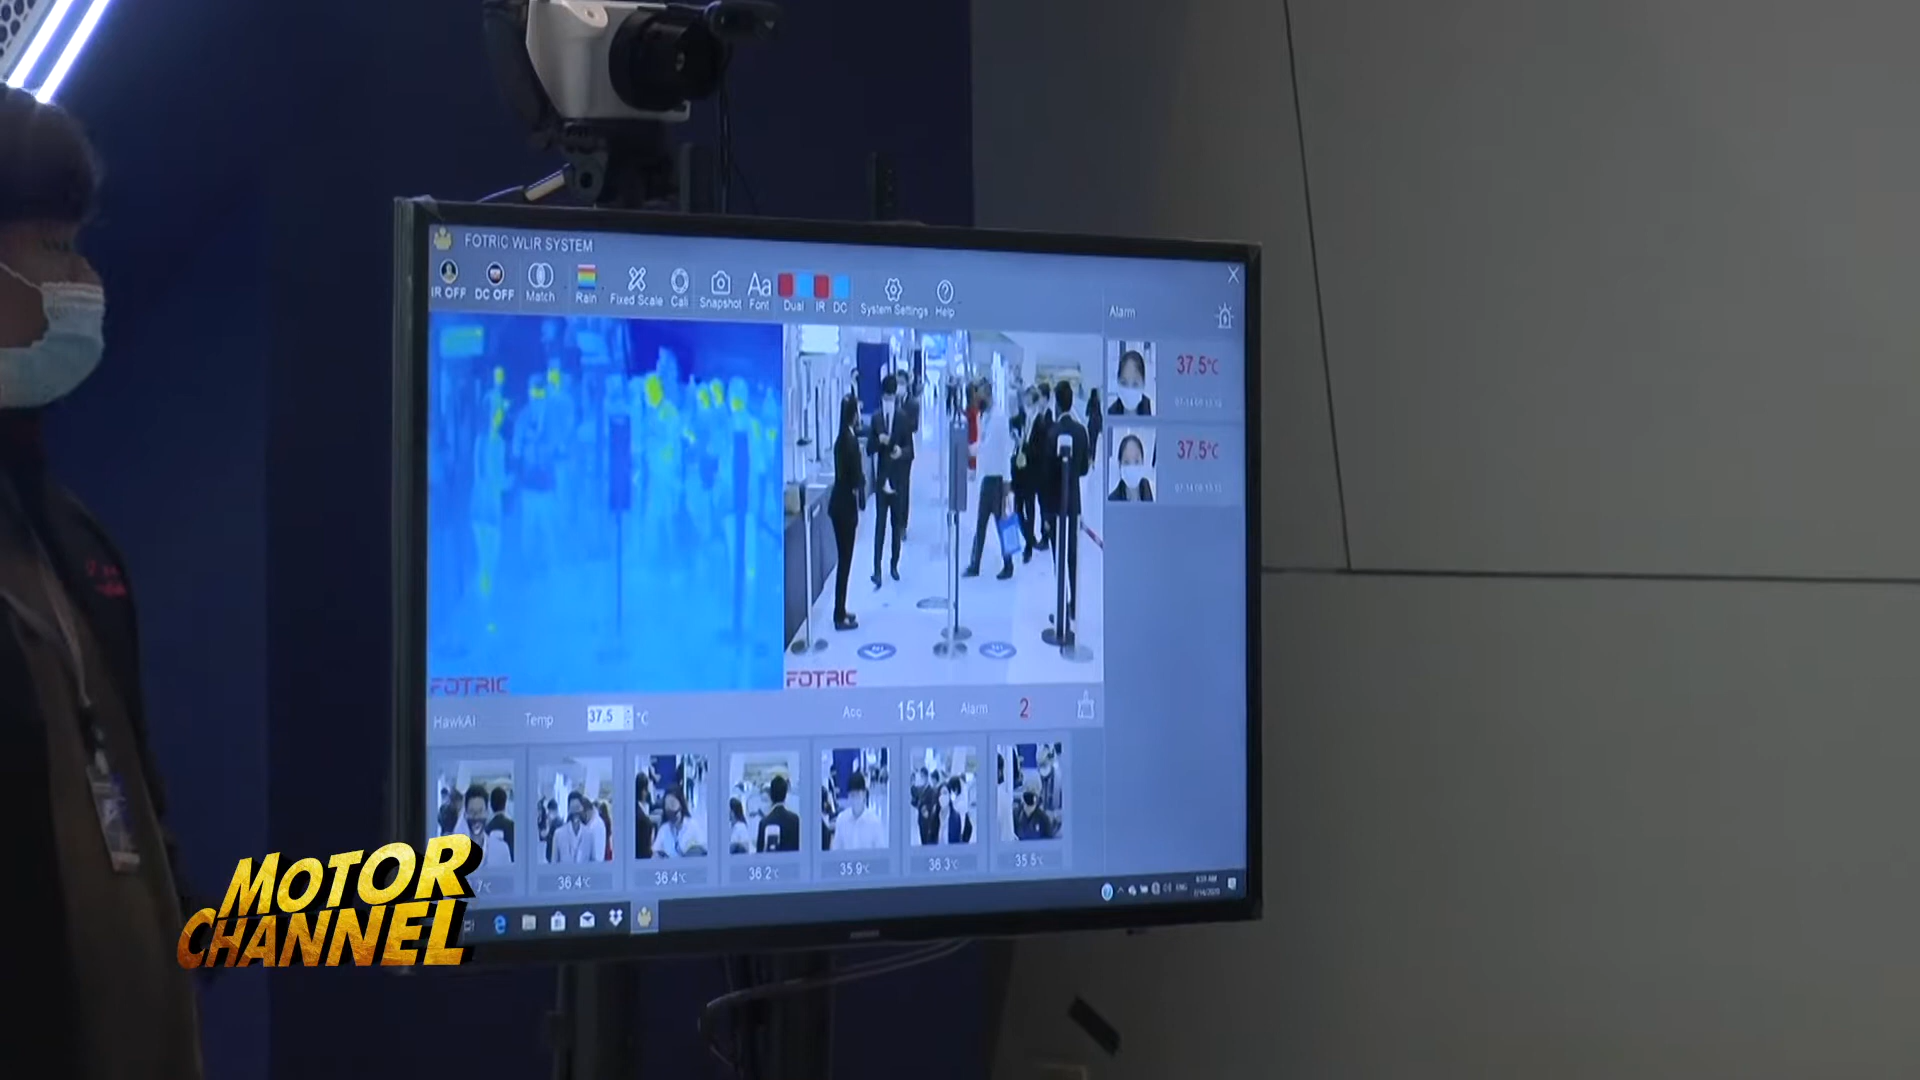 FOTRIC WLIR SYSTEM
IR OFF
DC OFF
Match
Rain
Fixed Scale
Cali
Snapshot
Aa
Font
Dual
IR
DC
System Settings
Help
Alarm
37.5°C
37.5°C
FOTRIC
FOTRIC
HawkAI
Temp
37.5
°C
Acc
1514
Alarm
2
36.4°C
36.4°C
36.2°C
35.9°C
36.3°C
35.5°C
ENG
MOTOR
CHANNEL